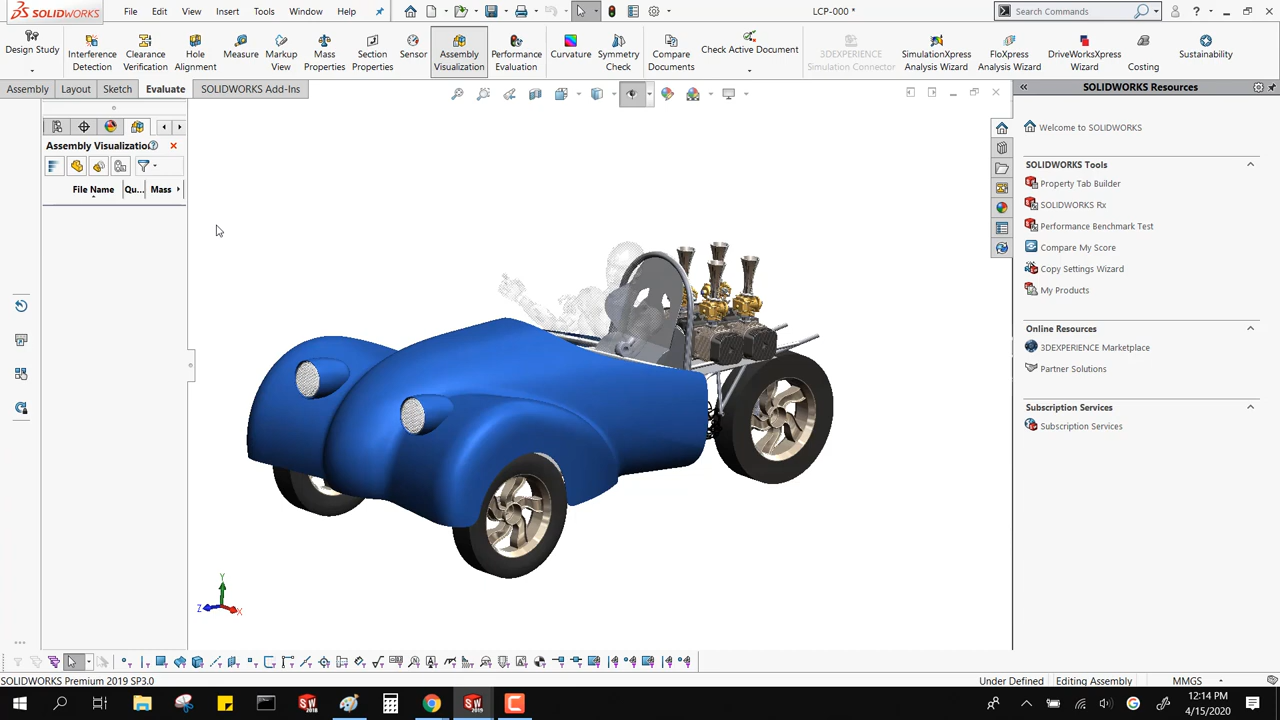 SOLIDWORKS File Edit View Insert Tools Window Help LCP-000 * Search Commands ?
Design Study Interference Detection Clearance Verification Hole Alignment Measure Markup View Mass Properties Section Properties Sensor Assembly Visualization Performance Evaluation Curvature Symmetry Check Compare Documents Check Active Document 3DEXPERIENCE Simulation Connector SimulationXpress Analysis Wizard FloXpress Analysis Wizard DriveWorksXpress Wizard Costing Sustainability
Assembly Layout Sketch Evaluate SOLIDWORKS Add-Ins
SOLIDWORKS Resources
Welcome to SOLIDWORKS
Assembly Visualization
SOLIDWORKS Tools
Property Tab Builder
File Name Qu... Mass
SOLIDWORKS Rx
Performance Benchmark Test
Compare My Score
Copy Settings Wizard
My Products
Online Resources
3DEXPERIENCE Marketplace
Partner Solutions
Subscription Services
Subscription Services
Y
Z X
SOLIDWORKS Premium 2019 SP3.0 Under Defined Editing Assembly MMGS
12:14 PM
4/15/2020